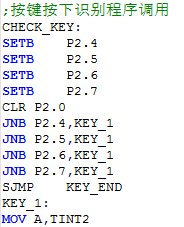 ;按键按下识别程序调用
CHECK_KEY:
SETB P2.4
SETB P2.5
SETB P2.6
SETB P2.7
CLR P2.0
JNB P2.4,KEY_1
JNB P2.5,KEY_1
JNB P2.6,KEY_1
JNB P2.7,KEY_1
SJMP KEY_END
KEY_1:
MOV A,TINT2